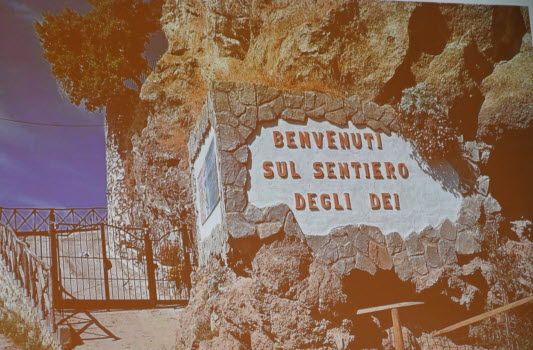 BENVENUTI
SUL SENTIERO
DEGLI DEI